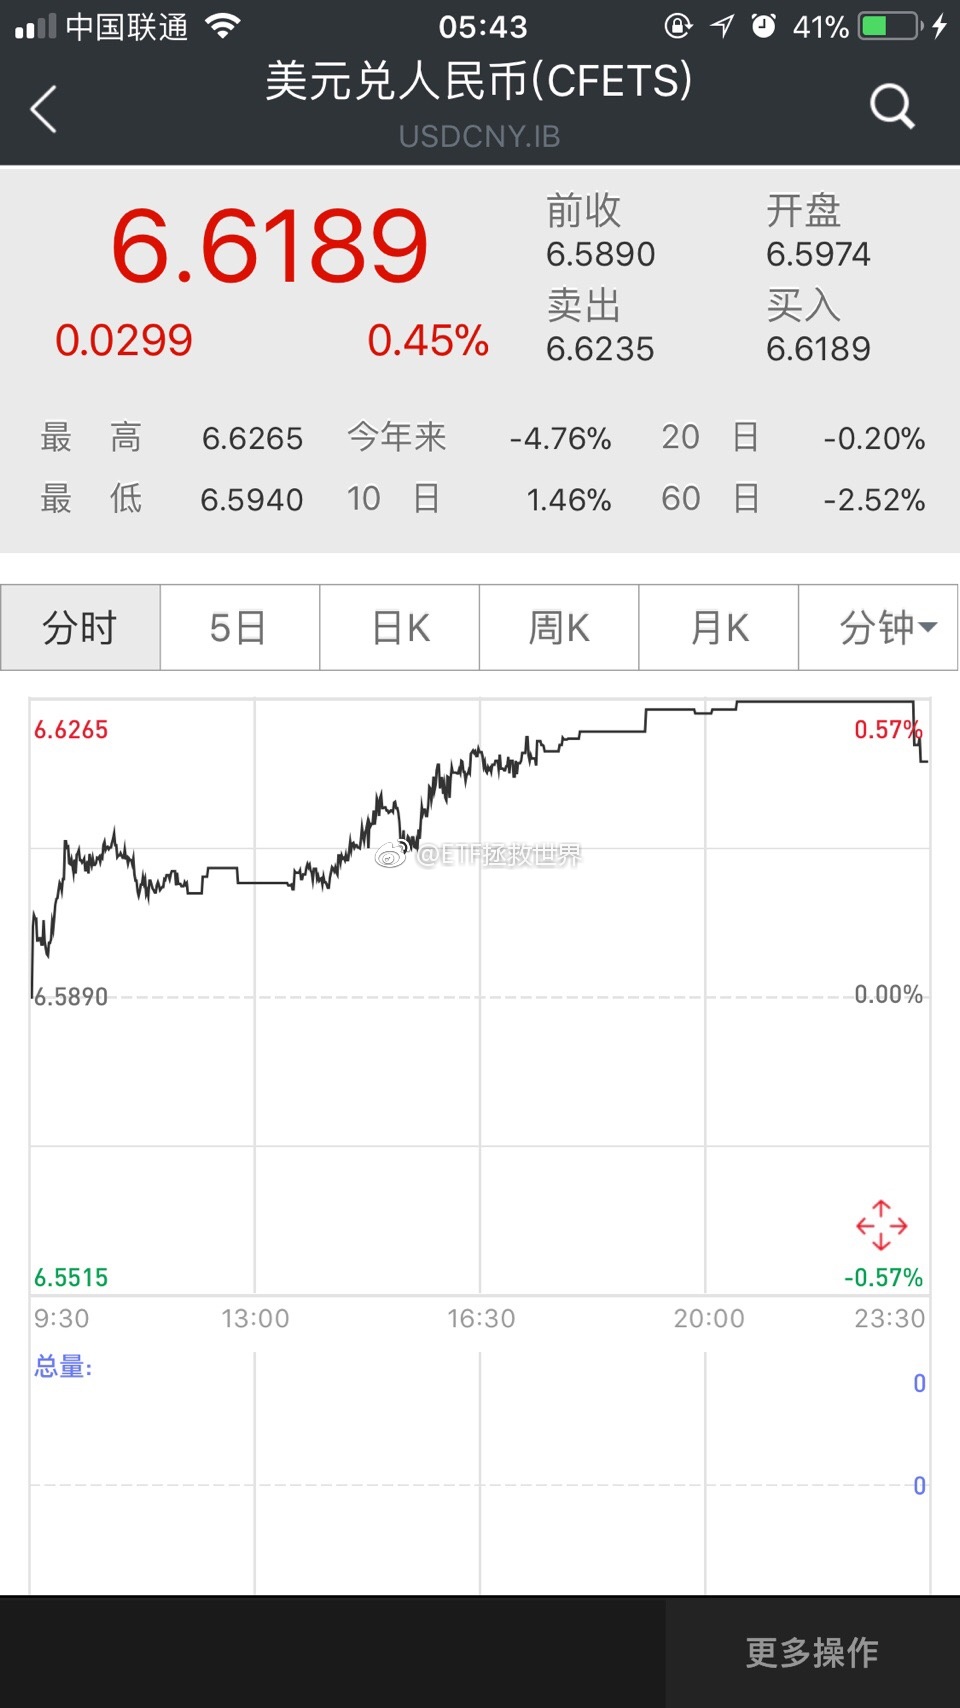 中国联通 05:43 41%
美元兑人民币(CFETS)
USDCNY.IB
6.6189
0.0299 0.45%
前收 开盘
6.5890 6.5974
卖出 买入
6.6235 6.6189
最高 6.6265 今年来 -4.76% 20日 -0.20%
最低 6.5940 10日 1.46% 60日 -2.52%
分时 5日 日K 周K 月K 分钟
6.6265 0.57%
@ETF拯救世界
6.5890 0.00%
6.5515 -0.57%
9:30 13:00 16:30 20:00 23:30
总量:
0
0
更多操作